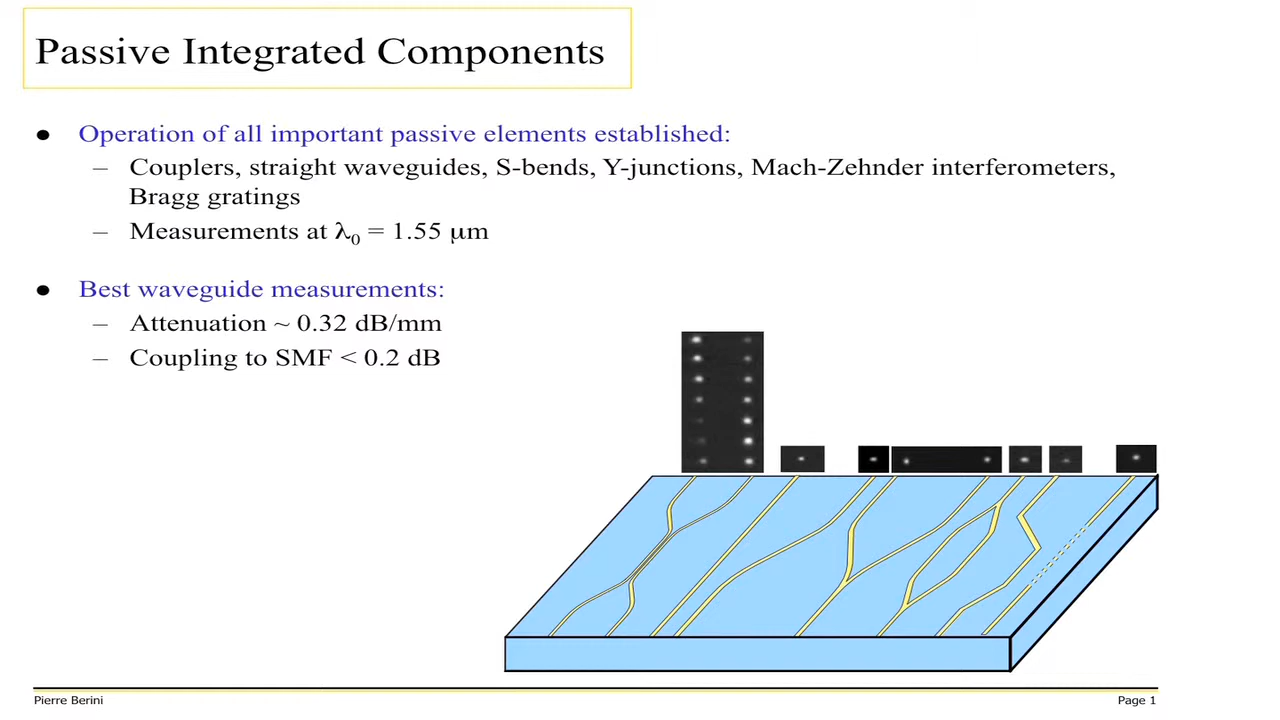 Passive Integrated Components
● Operation of all important passive elements established:
– Couplers, straight waveguides, S-bends, Y-junctions, Mach-Zehnder interferometers,
Bragg gratings
– Measurements at λ₀ = 1.55 μm
● Best waveguide measurements:
– Attenuation ~ 0.32 dB/mm
– Coupling to SMF < 0.2 dB
Pierre Berini
Page 1